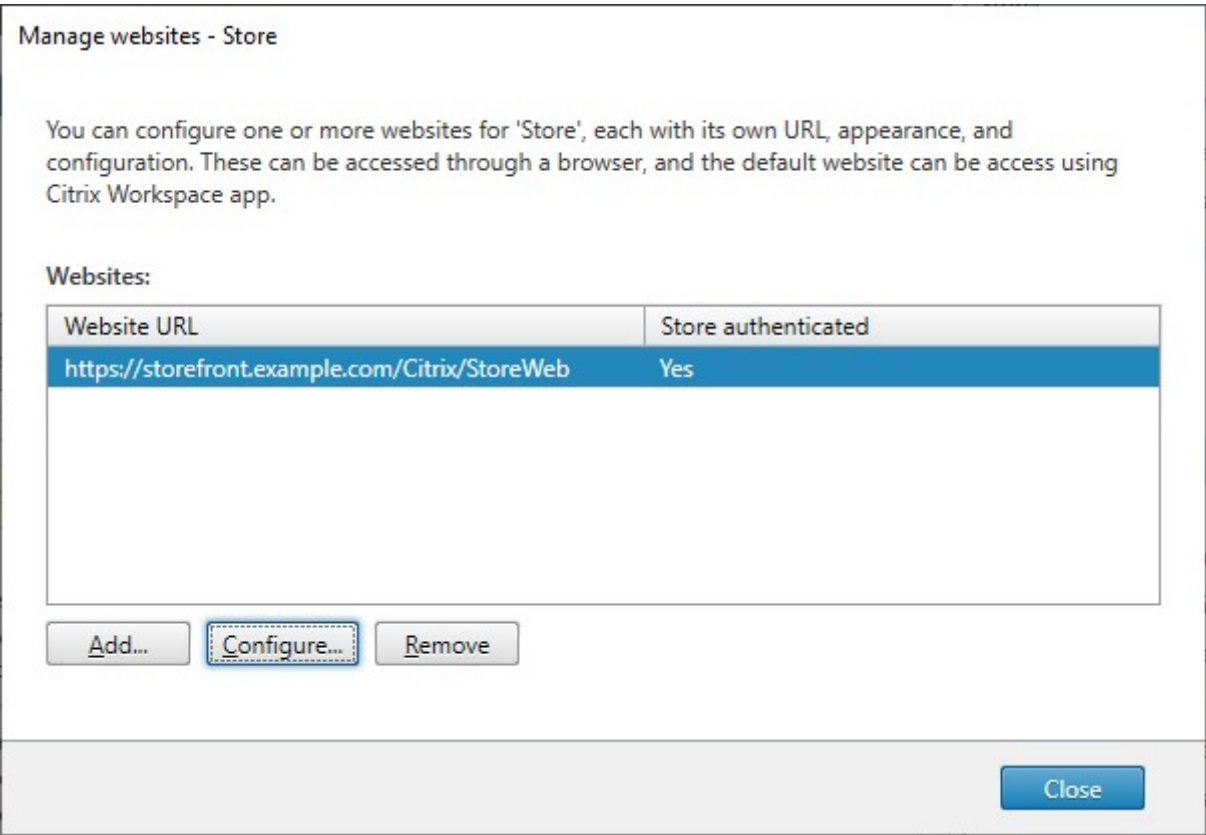 Manage websites - Store
You can configure one or more websites for 'Store', each with its own URL, appearance, and
configuration. These can be accessed through a browser, and the default website can be access using
Citrix Workspace app.
Websites:
Website URL Store authenticated
https://storefront.example.com/Citrix/StoreWeb Yes
Add... Configure... Remove
Close